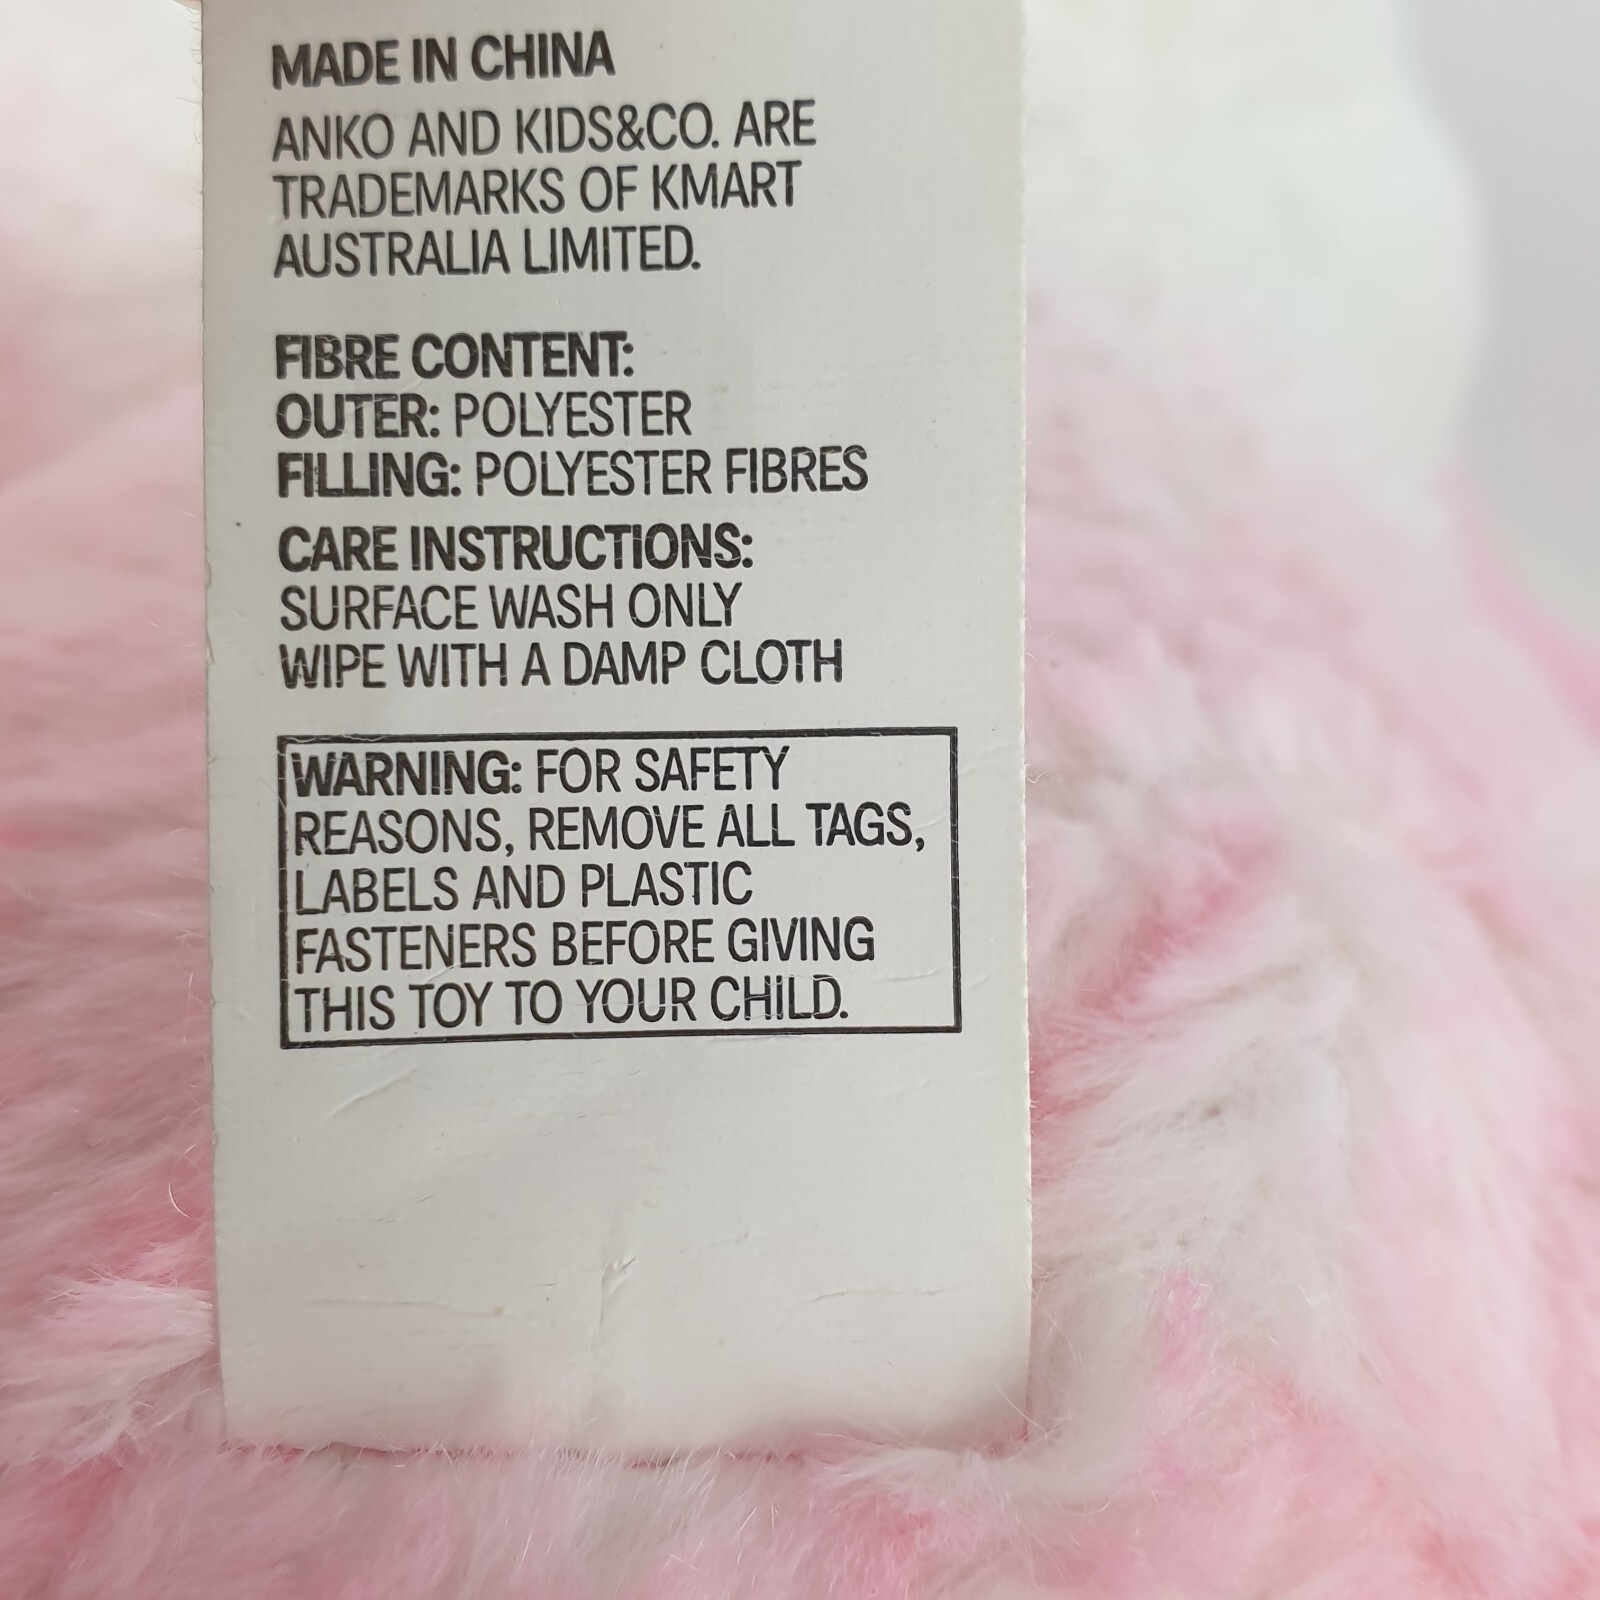 MADE IN CHINA
ANKO AND KIDS&CO. ARE
TRADEMARKS OF KMART
AUSTRALIA LIMITED.
FIBRE CONTENT:
OUTER: POLYESTER
FILLING: POLYESTER FIBRES
CARE INSTRUCTIONS:
SURFACE WASH ONLY
WIPE WITH A DAMP CLOTH
WARNING: FOR SAFETY
REASONS, REMOVE ALL TAGS,
LABELS AND PLASTIC
FASTENERS BEFORE GIVING
THIS TOY TO YOUR CHILD.